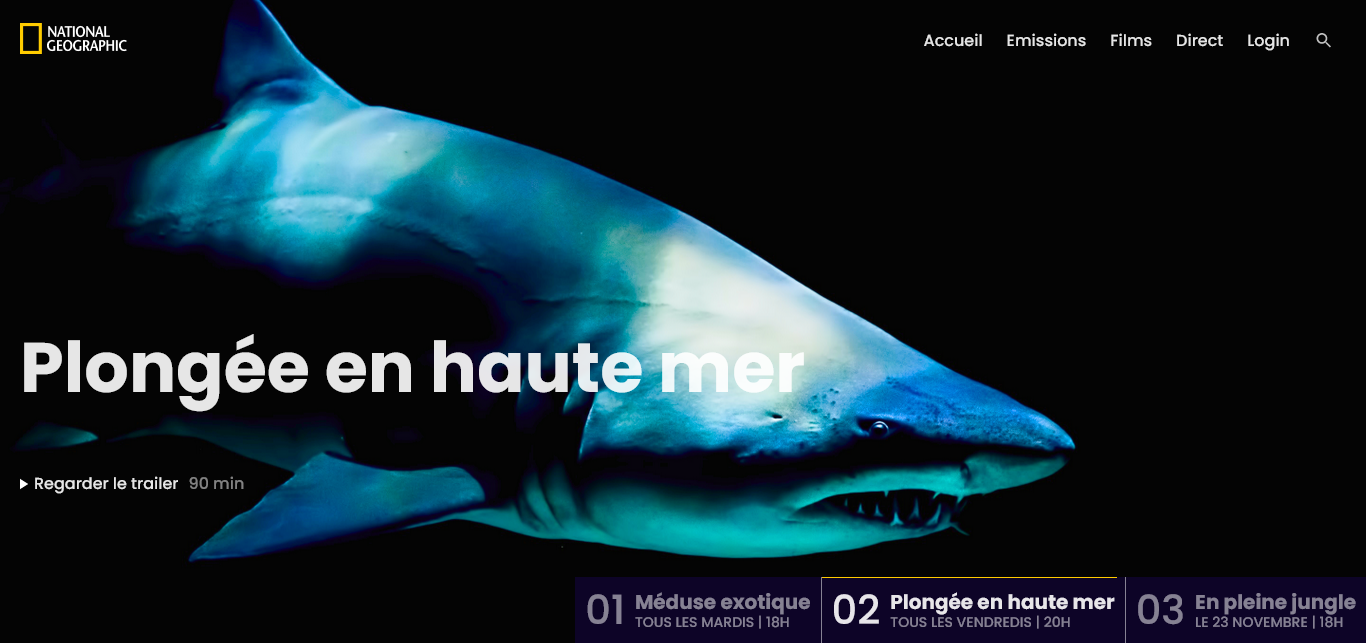 NATIONAL
GEOGRAPHIC
Accueil Emissions Films Direct Login
Plongée en haute mer
Regarder le trailer 90 min
01 Méduse exotique
TOUS LES MARDIS | 18H
02 Plongée en haute mer
TOUS LES VENDREDIS | 20H
03 En pleine jungle
LE 23 NOVEMBRE | 18H